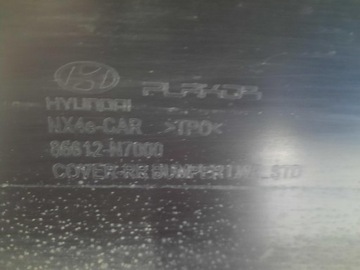 PLAKOR
HYUNDAI
NX4e-CAR >TPO<
86612-N7000
COVER-RR BUMPER LWR, STD